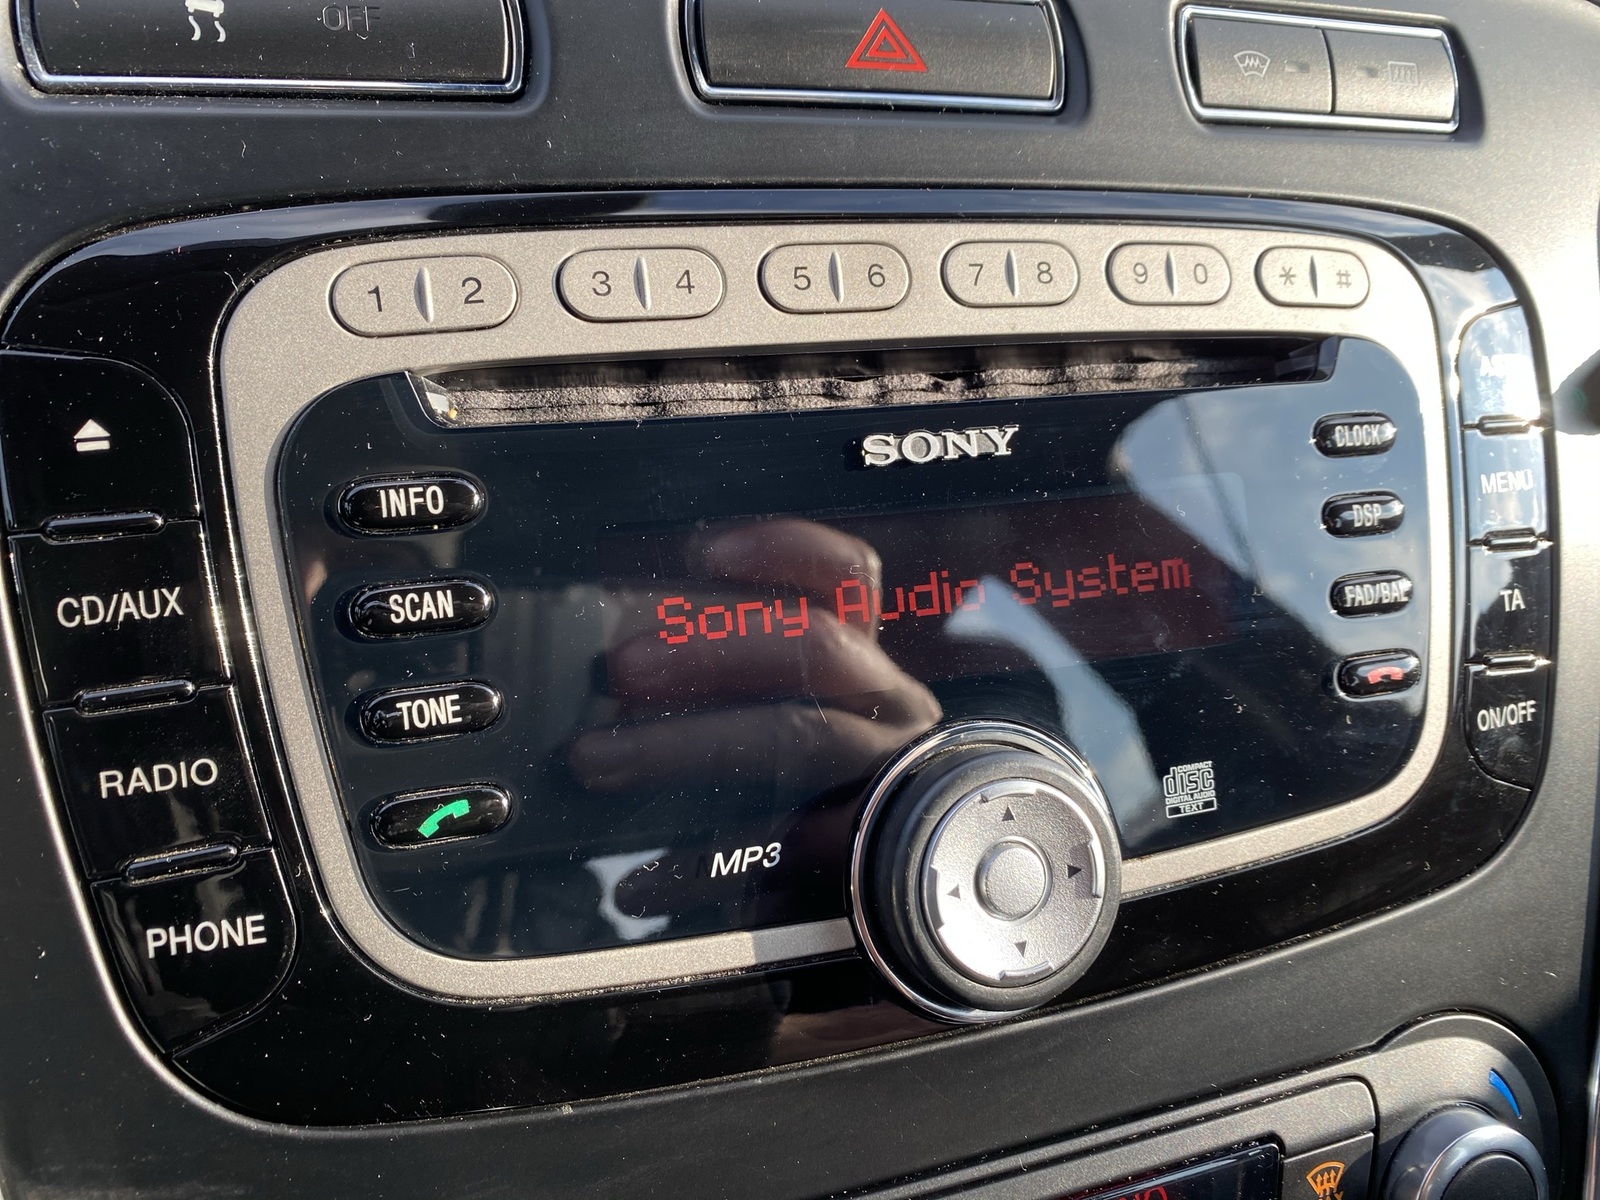 OFF
1 2 3 4 5 6 7 8 9 0 * #
SONY
CLOCK
INFO
MENU
DSP
CD/AUX
SCAN
Sony Audio System
FAD/BAL
TA
TONE
ON/OFF
RADIO
COMPACT
disc
DIGITAL AUDIO
TEXT
MP3
PHONE